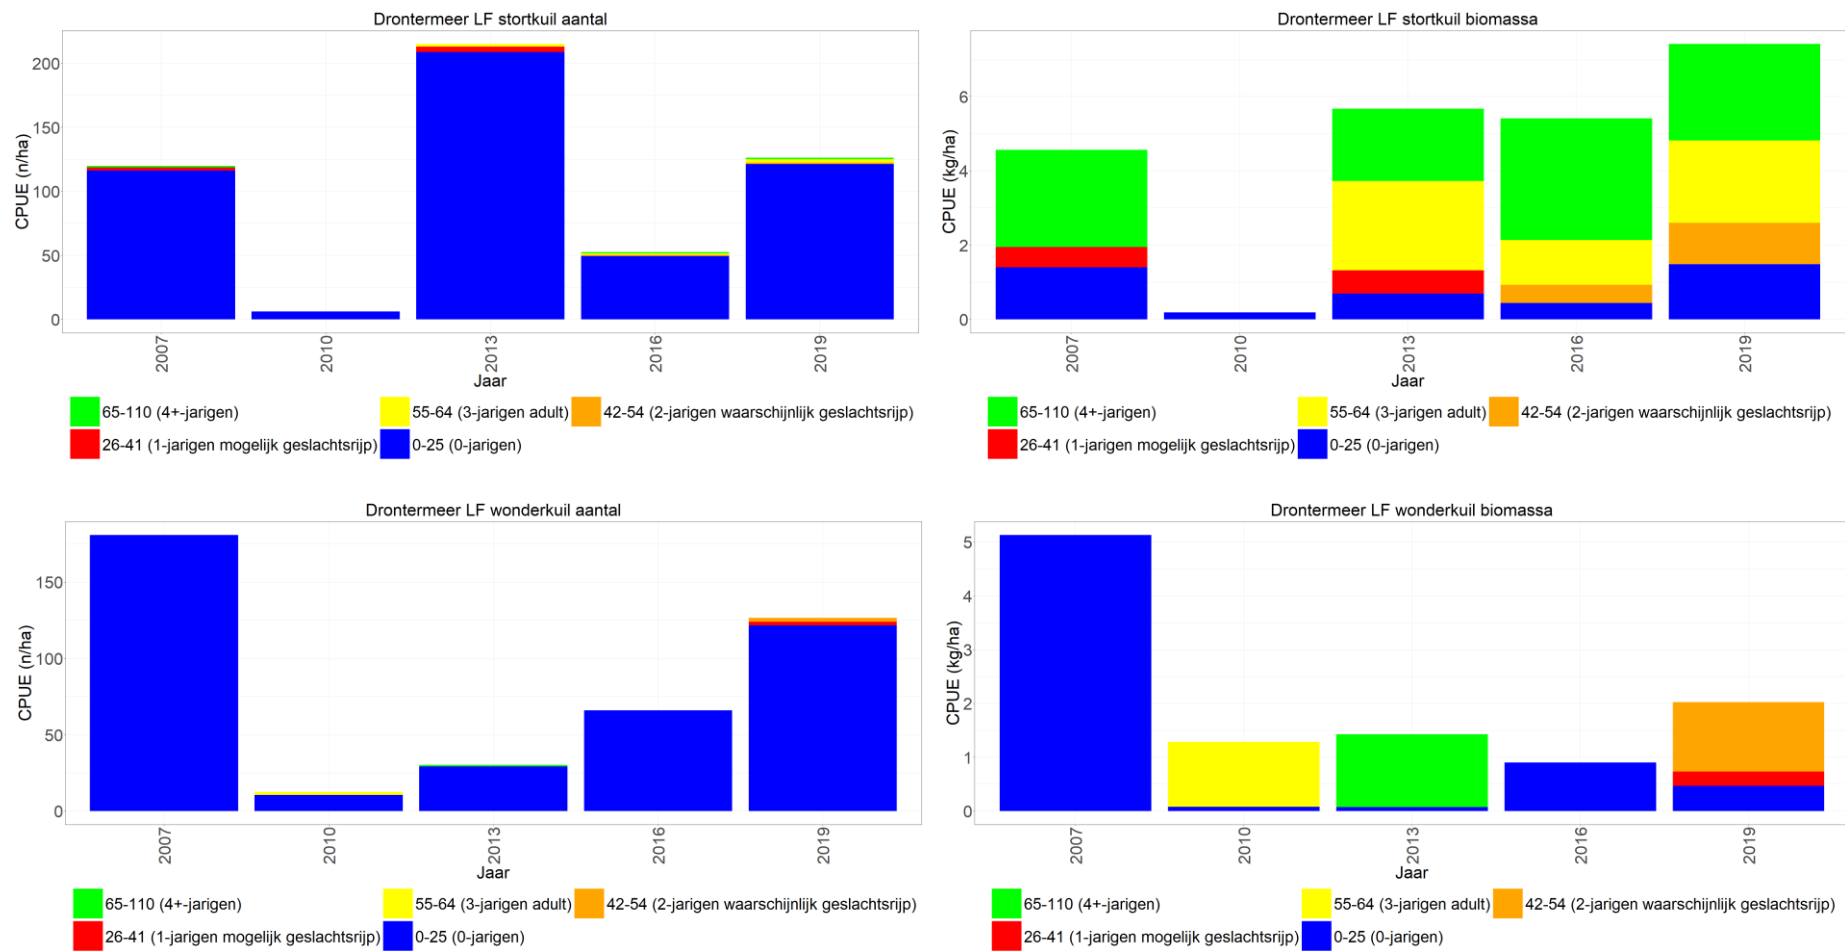 Drontermeer LF stortkuil aantal
CPUE (n/ha)
200
150
100
50
0
2007
2010
2013
2016
2019
Jaar
65-110 (4+-jarigen)
55-64 (3-jarigen adult)
42-54 (2-jarigen waarschijnlijk geslachtsrijp)
26-41 (1-jarigen mogelijk geslachtsrijp)
0-25 (0-jarigen)
Drontermeer LF stortkuil biomassa
CPUE (kg/ha)
6
4
2
0
2007
2010
2013
2016
2019
Jaar
65-110 (4+-jarigen)
55-64 (3-jarigen adult)
42-54 (2-jarigen waarschijnlijk geslachtsrijp)
26-41 (1-jarigen mogelijk geslachtsrijp)
0-25 (0-jarigen)
Drontermeer LF wonderkuil aantal
CPUE (n/ha)
150
100
50
0
2007
2010
2013
2016
2019
Jaar
65-110 (4+-jarigen)
55-64 (3-jarigen adult)
42-54 (2-jarigen waarschijnlijk geslachtsrijp)
26-41 (1-jarigen mogelijk geslachtsrijp)
0-25 (0-jarigen)
Drontermeer LF wonderkuil biomassa
CPUE (kg/ha)
5
4
3
2
1
0
2007
2010
2013
2016
2019
Jaar
65-110 (4+-jarigen)
55-64 (3-jarigen adult)
42-54 (2-jarigen waarschijnlijk geslachtsrijp)
26-41 (1-jarigen mogelijk geslachtsrijp)
0-25 (0-jarigen)